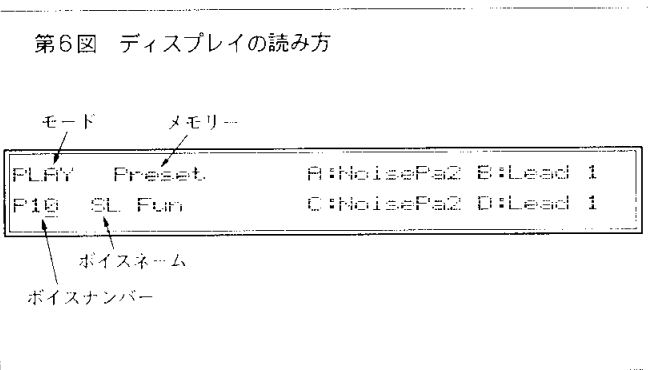 第6図 ディスプレイの読み方
モード メモリー
PLAY Preset A:NoisePa2 B:Lead 1
P10 SL Fun C:NoisePa2 D:Lead 1
ボイスネーム
ボイスナンバー